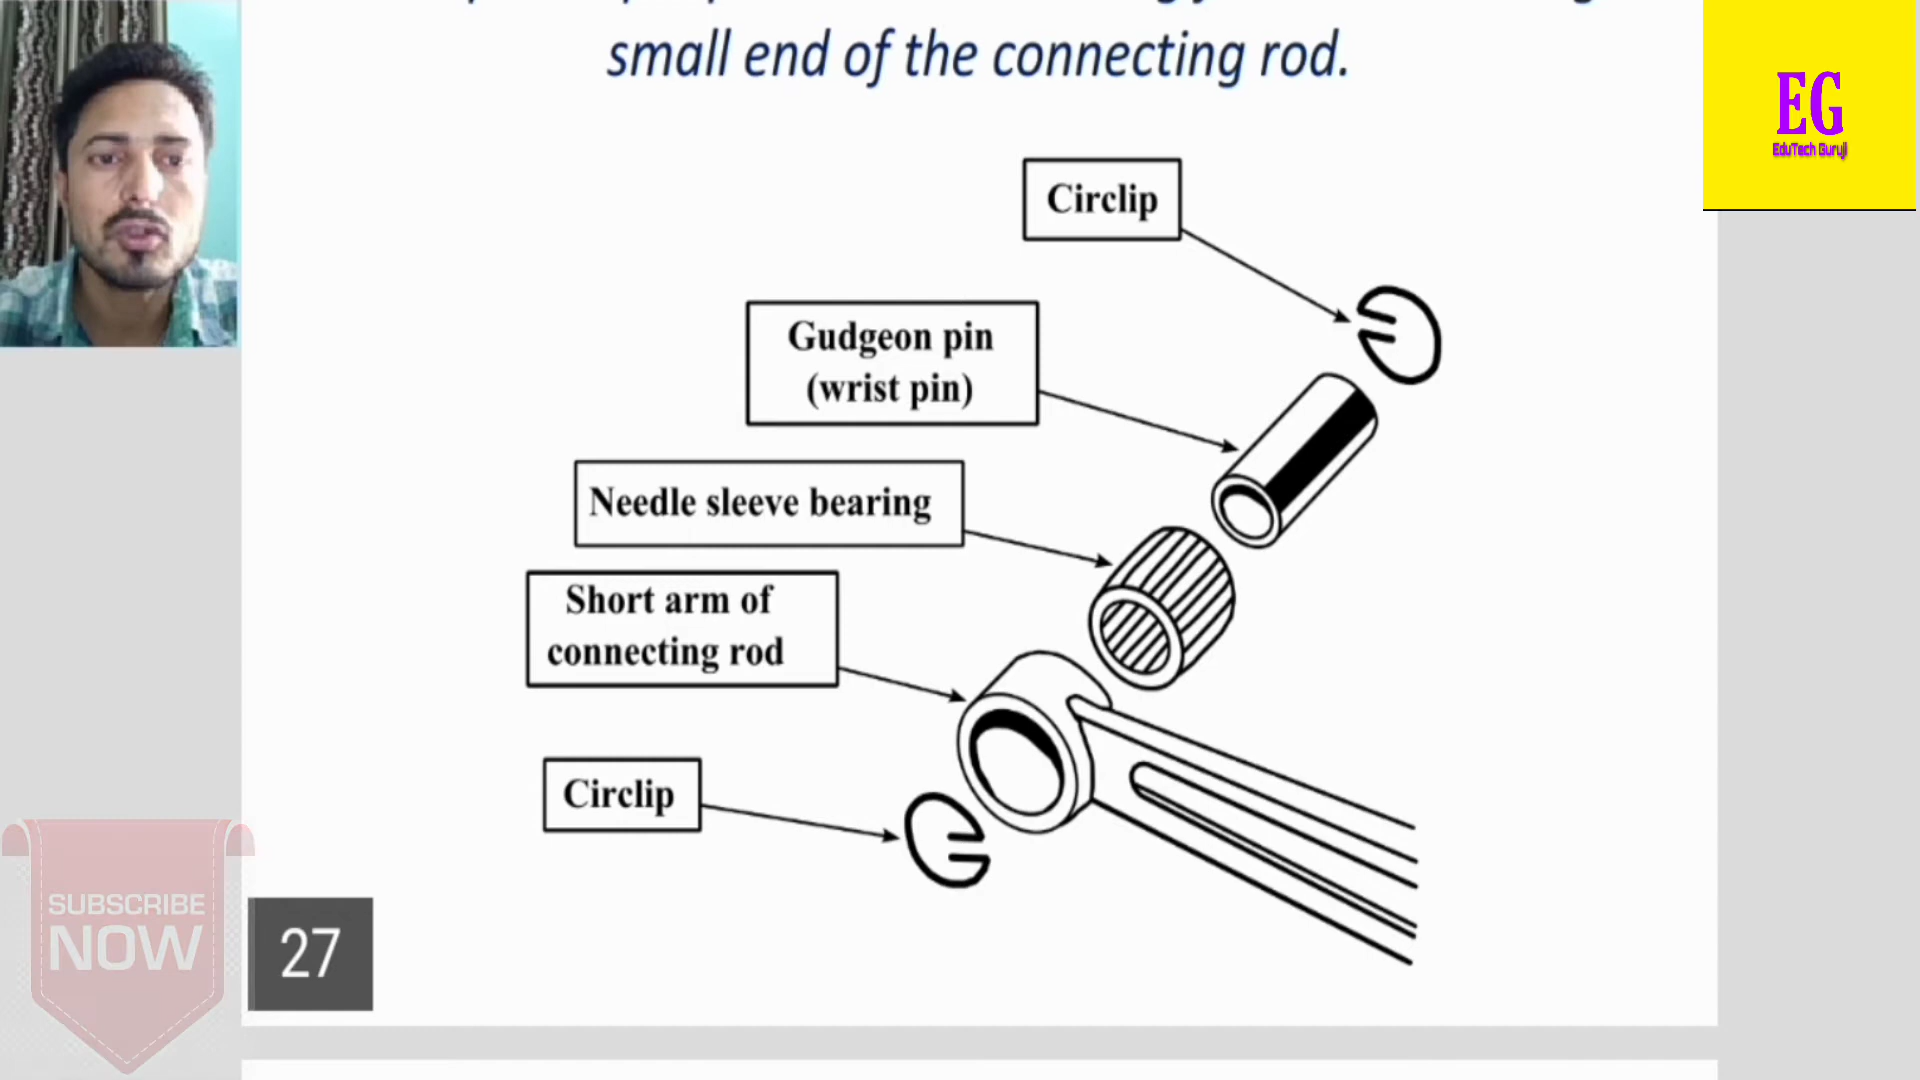 small end of the connecting rod.
EG
EduTech Guruji
Circlip
Gudgeon pin
(wrist pin)
Needle sleeve bearing
Short arm of
connecting rod
Circlip
SUBSCRIBE
NOW
27